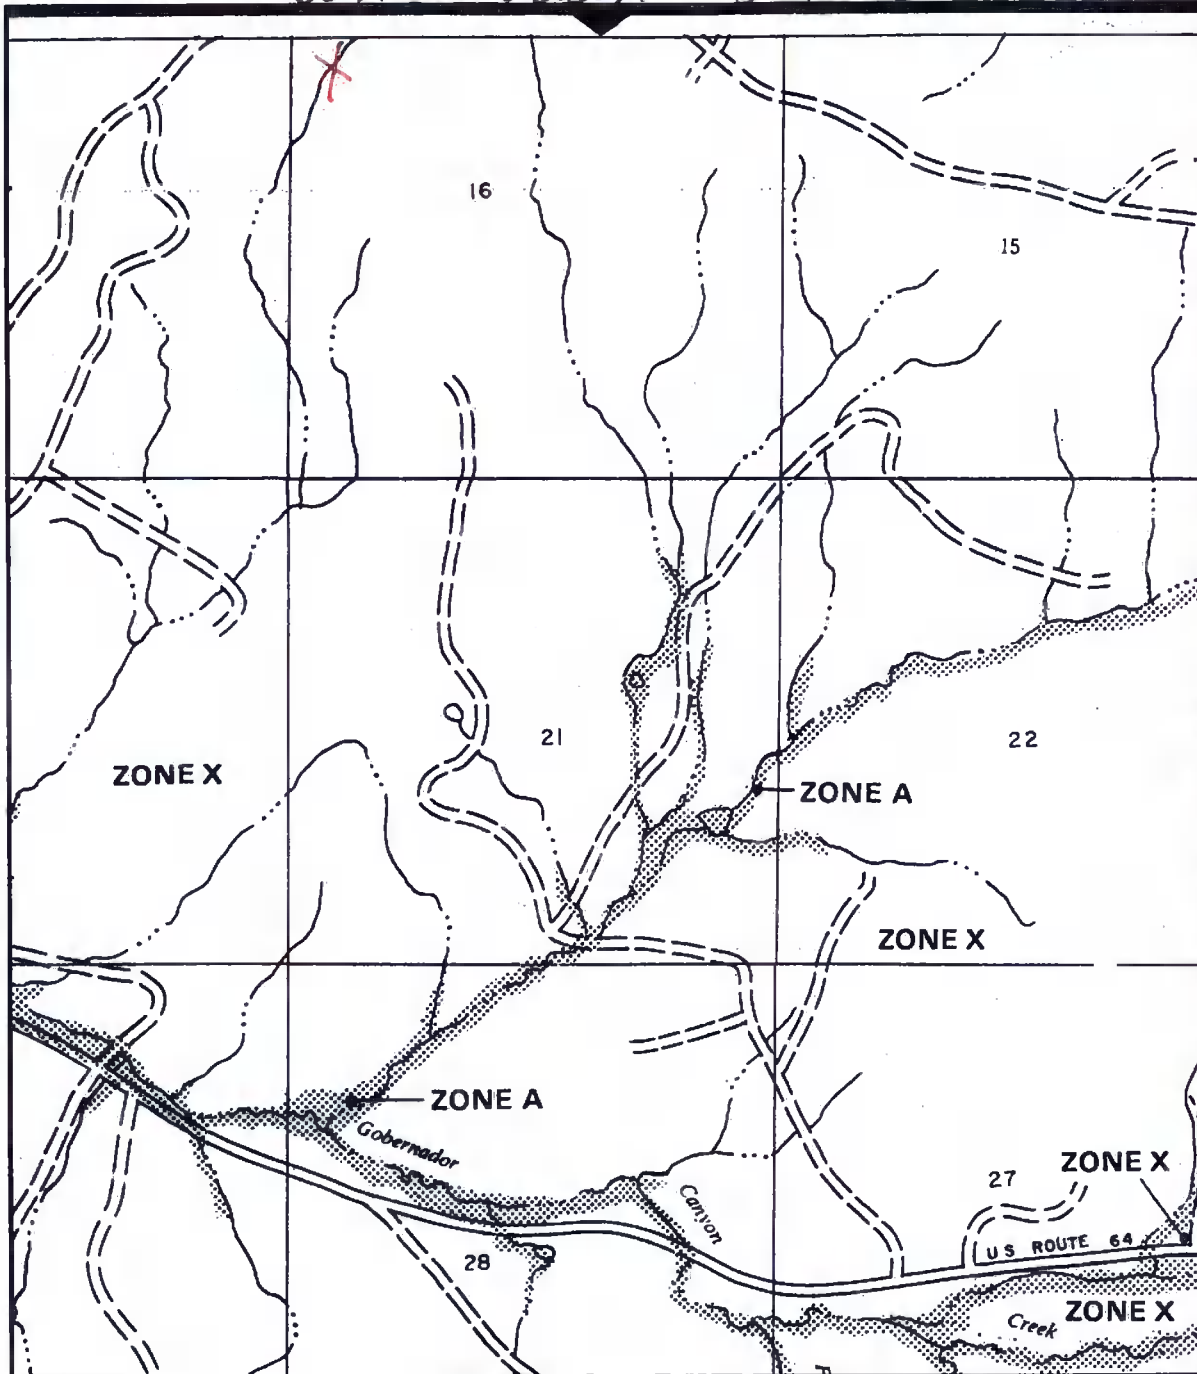 16
15
21
22
ZONE X
ZONE A
ZONE X
ZONE A
Gobernador
Canyon
27
ZONE X
US ROUTE 64
28
Creek
ZONE X